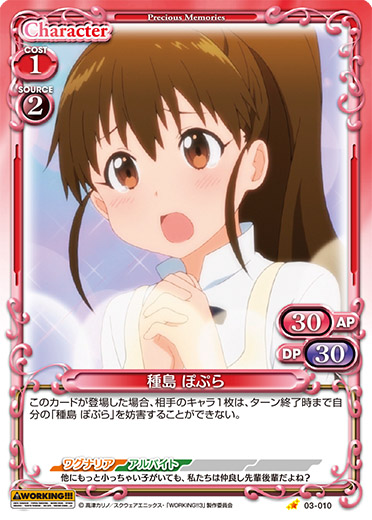 Precious Memories
Character
COST
1
SOURCE
2
30 AP
DP 30
種島 ぽぷら
このカードが登場した場合、相手のキャラ1枚は、ターン終了時まで自
分の「種島 ぽぷら」を妨害することができない。
ワグナリア アルバイト
他にもっと小っちゃい子がいても、私たちは仲良し先輩後輩だよね?
WORKING!!!
03-010
© 高津カリノ/スクウェアエニックス・「WORKING!!3」製作委員会